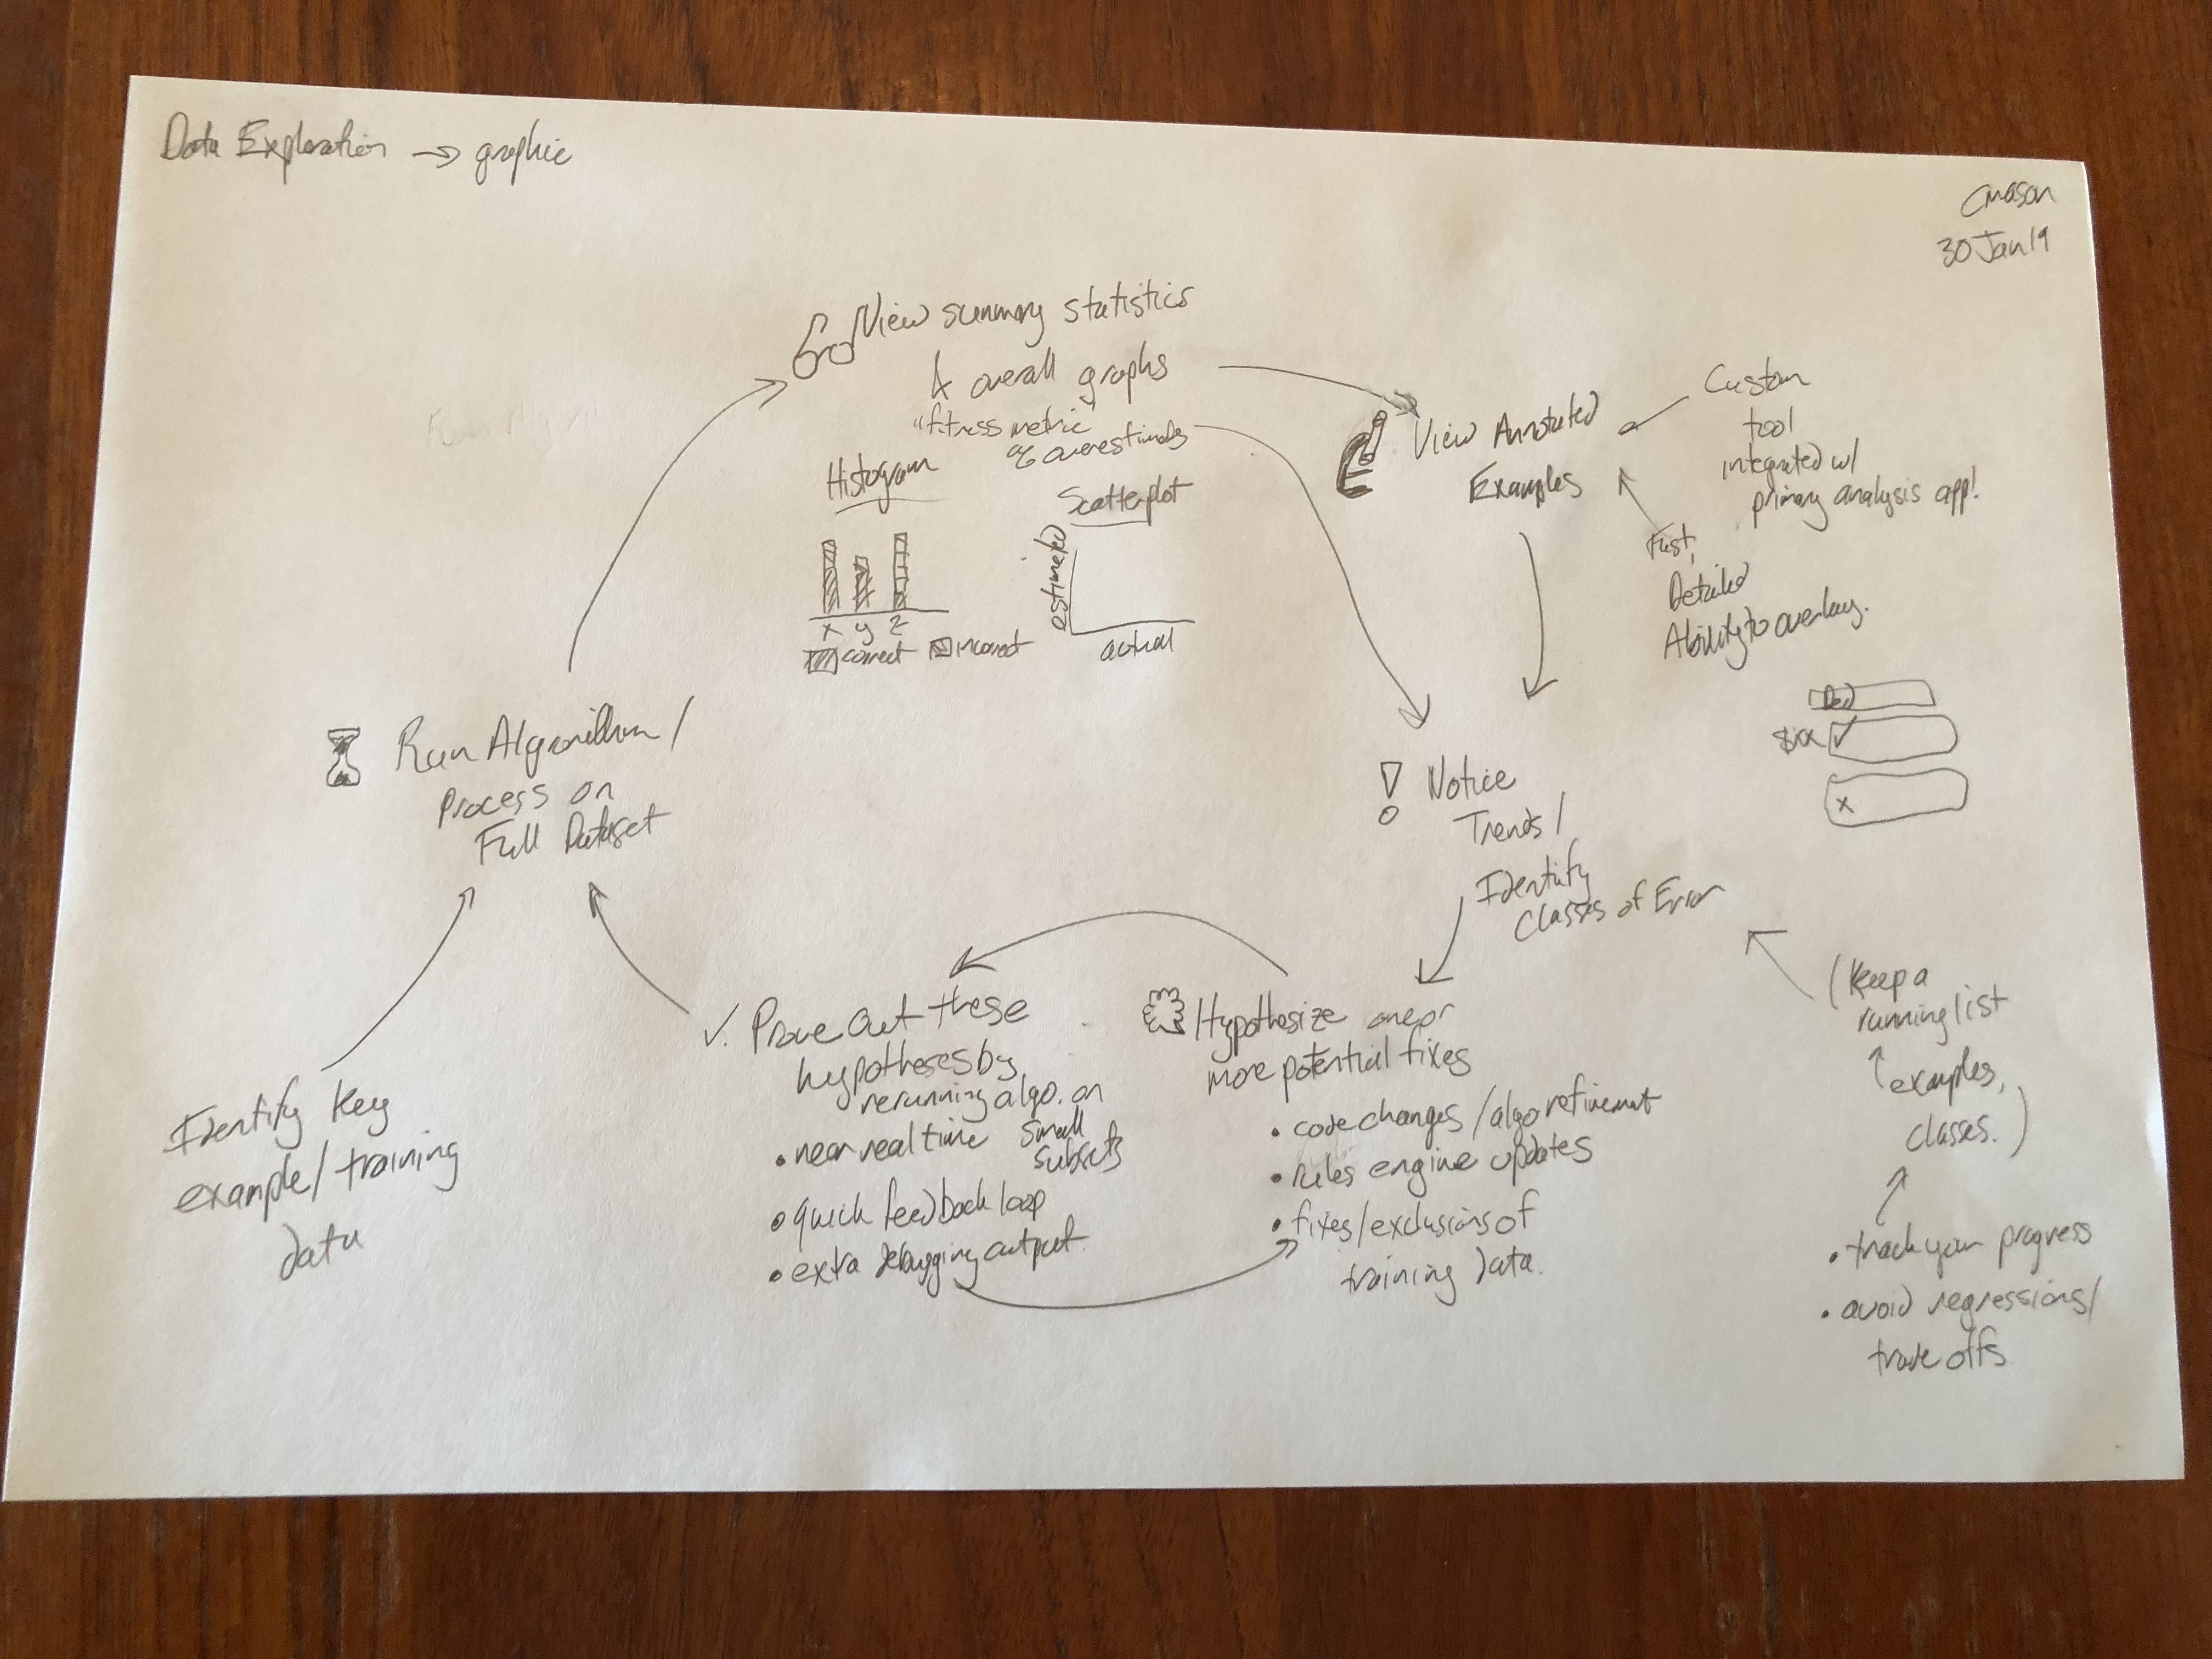 Data Exploration → graphic
CMason
30 Jan 19
View summary statistics
& overall graphs
"fitness metric"
% overestimates
Histogram
x y z
correct incorrect
Scatterplot
estimated
actual
View Annotated
Examples
Custom
tool
integrated w/
primary analysis app!
Fast,
Detailed
Ability to overlay.
Run Algorithm/
Process on
Full Dataset
Notice
Trends/
Identify
Classes of Error
(Keep a
running list
examples,
classes.)
• track your progress
• avoid regressions/
trade offs
Hypothesize one or
more potential fixes
• code changes/algo refinement
• rules engine updates
• fixes/exclusions of
training data.
✓. Prove out these
hypotheses by
rerunning algo. on
small
subsets
• near real time
• quick feedback loop
• extra debugging output.
Identify Key
example/training
data